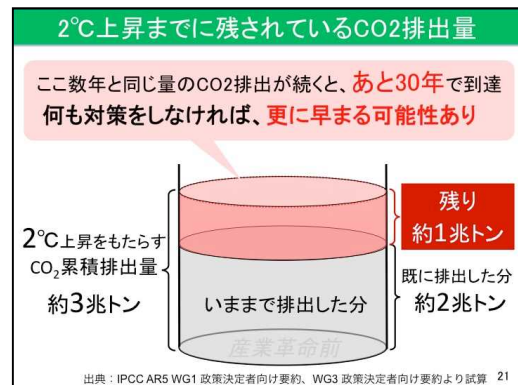 2℃上昇までに残されているCO2排出量
ここ数年と同じ量のCO2排出が続くと、あと30年で到達
何も対策をしなければ、更に早まる可能性あり
2℃上昇をもたらす
CO₂累積排出量
約3兆トン
いままで排出した分
産業革命前
残り
約1兆トン
既に排出した分
約2兆トン
出典：IPCC AR5 WG1 政策決定者向け要約、WG3 政策決定者向け要約より試算
21